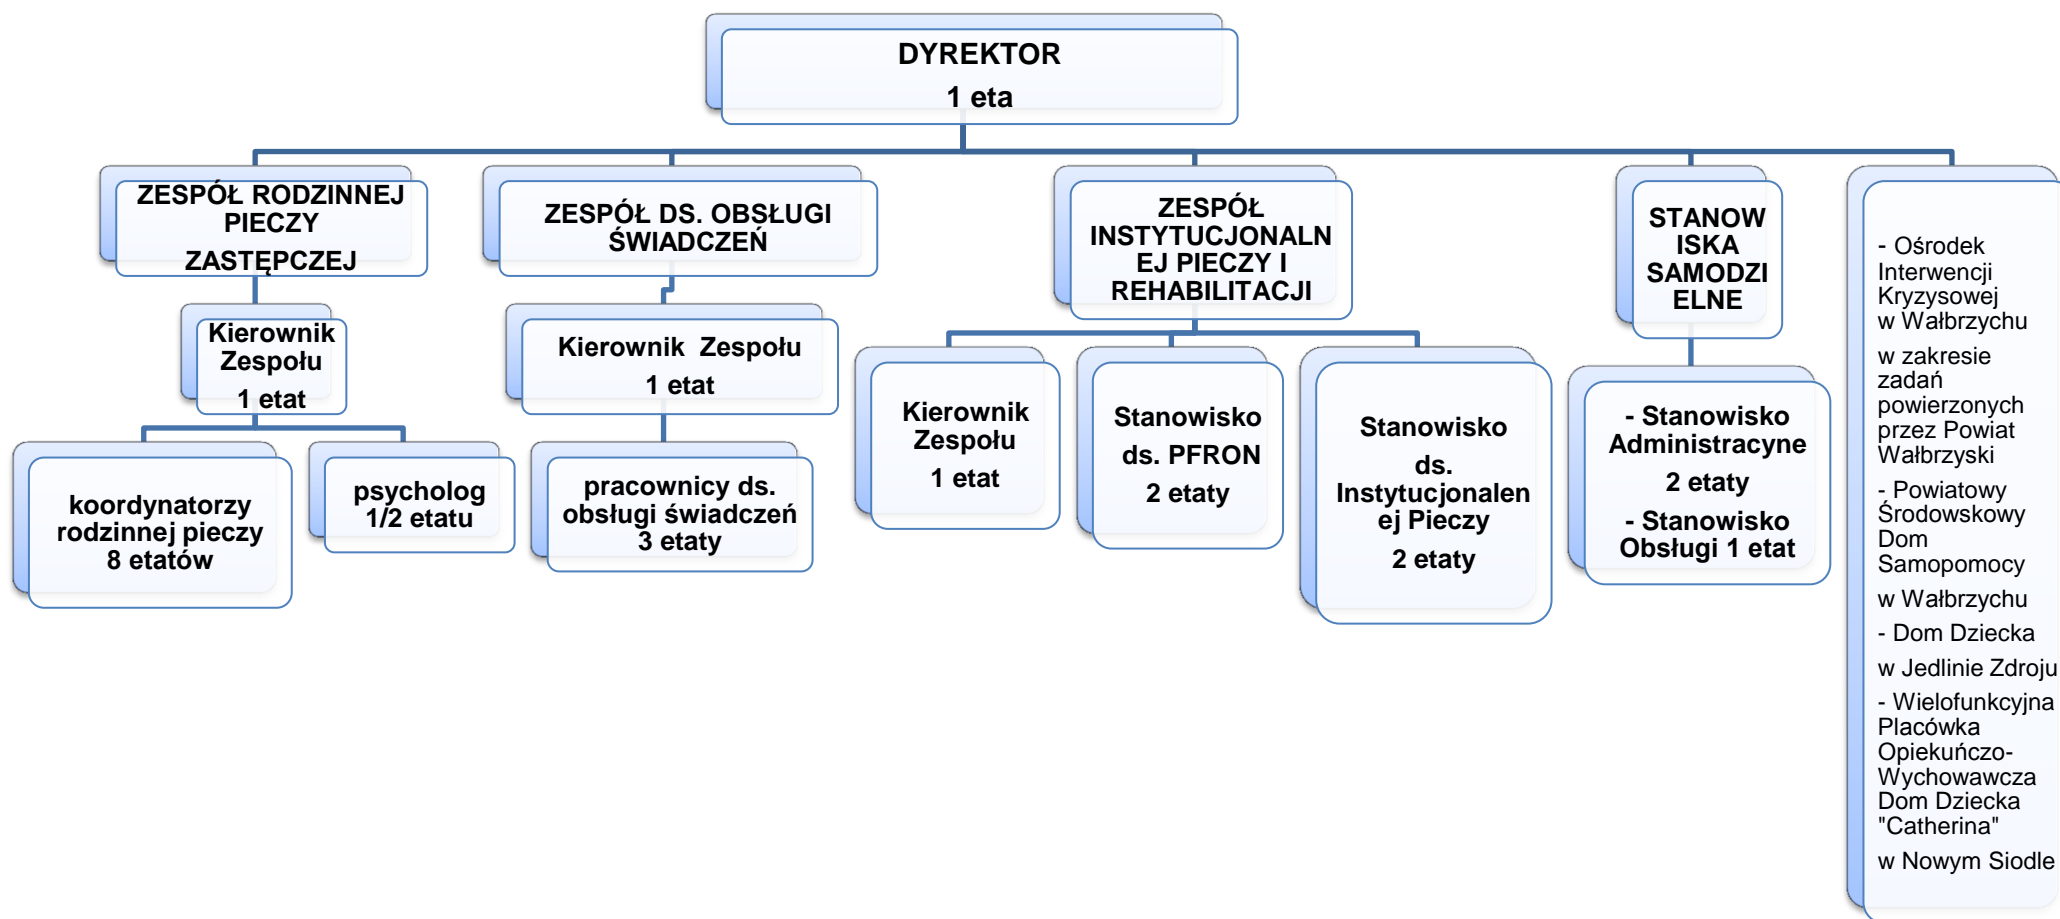 DYREKTOR
1 eta
ZESPÓŁ RODZINNEJ
PIECZY
ZASTĘPCZEJ
Kierownik
Zespołu
1 etat
koordynatorzy
rodzinnej pieczy
8 etatów
psycholog
1/2 etatu
ZESPÓŁ DS. OBSŁUGI
ŚWIADCZEŃ
Kierownik Zespołu
1 etat
pracownicy ds.
obsługi świadczeń
3 etaty
ZESPÓŁ
INSTYTUCJONALN
EJ PIECZY I
REHABILITACJI
Kierownik
Zespołu
1 etat
Stanowisko
ds. PFRON
2 etaty
Stanowisko
ds.
Instytucjonalen
ej Pieczy
2 etaty
STANOW
ISKA
SAMODZI
ELNE
- Stanowisko
Administracyne
2 etaty
- Stanowisko
Obsługi 1 etat
- Ośrodek
Interwencji
Kryzysowej
w Wałbrzychu
w zakresie
zadań
powierzonych
przez Powiat
Wałbrzyski
- Powiatowy
Środowskowy
Dom
Samopomocy
w Wałbrzychu
- Dom Dziecka
w Jedlinie Zdroju
- Wielofunkcyjna
Placówka
Opiekuńczo-
Wychowawcza
Dom Dziecka
"Catherina"
w Nowym Siodle